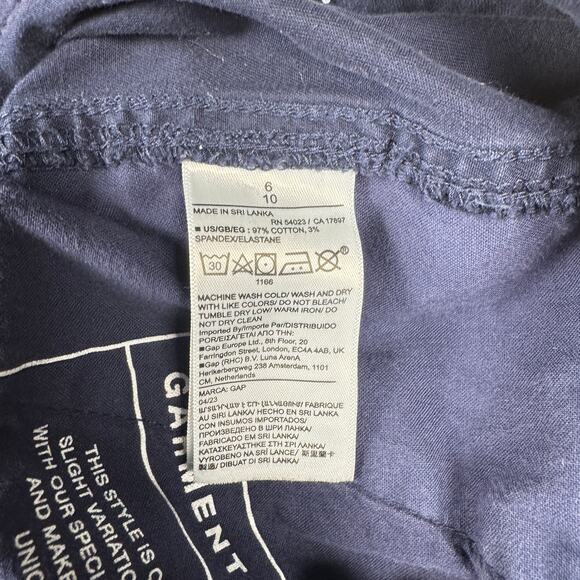 6
10
MADE IN SRI LANKA
RN 54023 / CA 17897
■ US/GB/EG : 97% COTTON, 3%
SPANDEX/ELASTANE
30
1166
MACHINE WASH COLD/ WASH AND DRY
WITH LIKE COLORS/ DO NOT BLEACH/
TUMBLE DRY LOW/ WARM IRON/ DO
NOT DRY CLEAN
Imported By/Importe Par/DISTRIBUIDO
POR/ΕΙΣΑΓΕΤΑΙ ΑΠΟ ΤΗΝ:
■Gap Europe Ltd., 6th Floor, 20
Farringdon Street, London, EC4A 4AB, UK
■Gap (RHC) B.V. Luna ArenA
Herikerbergweg 238 Amsterdam, 1101
CM, Netherlands
MARCA: GAP
04/23
FABRIQUE
AU SRI LANKA/ HECHO EN SRI LANKA
CON INSUMOS IMPORTADOS/
ПРОИЗВЕДЕНО В ШРИ ЛАНКА/
FABRICADO EM SRI LANKA/
ΚΑΤΑΣΚΕΥΑΣΤΗΚΕ ΣΤΗ ΣΡΙ ΛΑΝΚΑ/
VYROBENO NA SRÍ LANCE/ 斯里蘭卡
製造/ DIBUAT DI SRI LANKA
GARMENT
THIS STYLE IS
SLIGHT
WITH OUR
AND